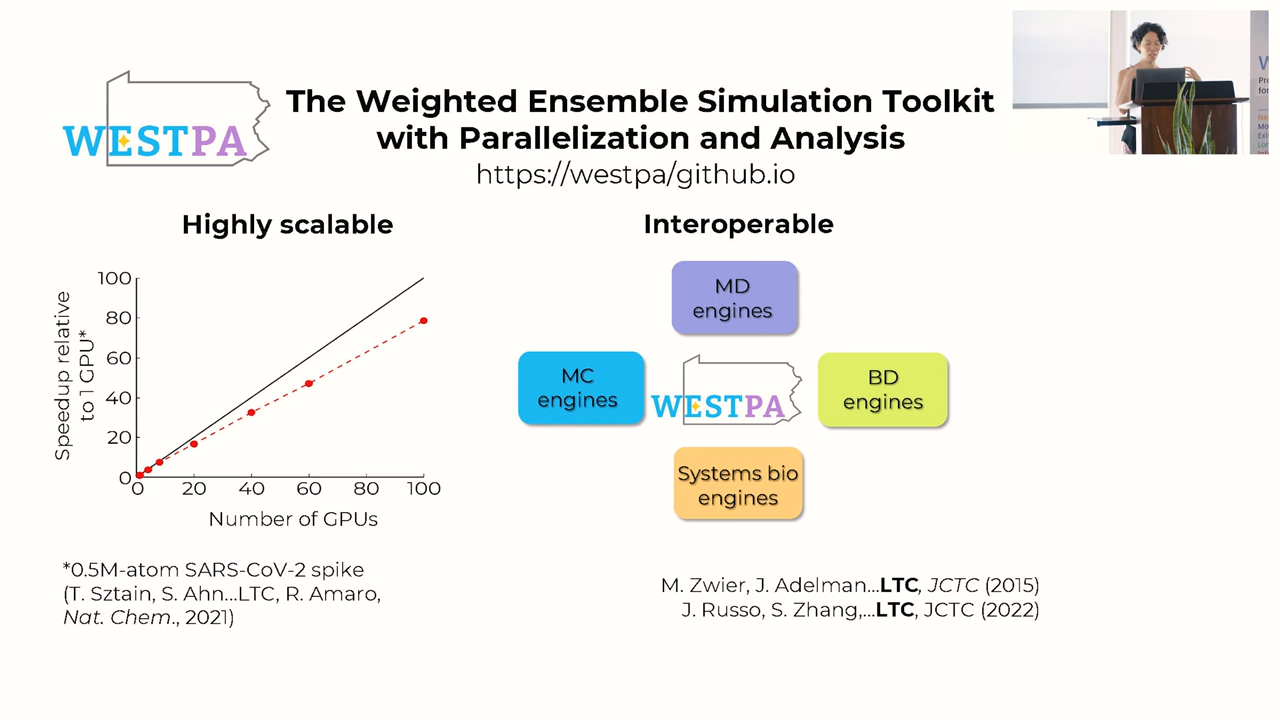 WESTPA
The Weighted Ensemble Simulation Toolkit
with Parallelization and Analysis
https://westpa/github.io
Highly scalable
Speedup relative
to 1 GPU*
100
80
60
40
20
0
0 20 40 60 80 100
Number of GPUs
*0.5M-atom SARS-CoV-2 spike
(T. Sztain, S. Ahn...LTC, R. Amaro,
Nat. Chem., 2021)
Interoperable
MD
engines
MC
engines
WESTPA
BD
engines
Systems bio
engines
M. Zwier, J. Adelman...LTC, JCTC (2015)
J. Russo, S. Zhang,...LTC, JCTC (2022)
W
Pro
for